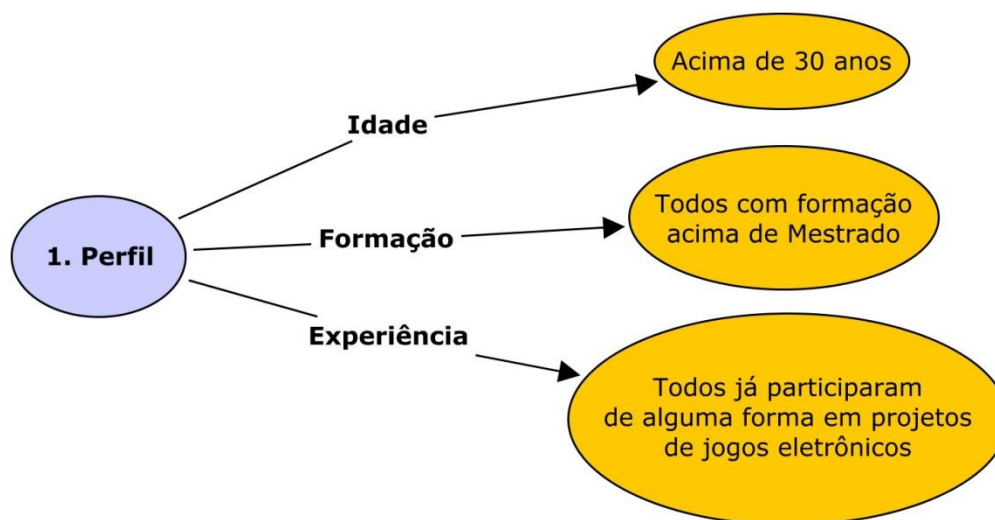 1. Perfil
Idade
Acima de 30 anos
Formação
Todos com formação
acima de Mestrado
Experiência
Todos já participaram
de alguma forma em projetos
de jogos eletrônicos